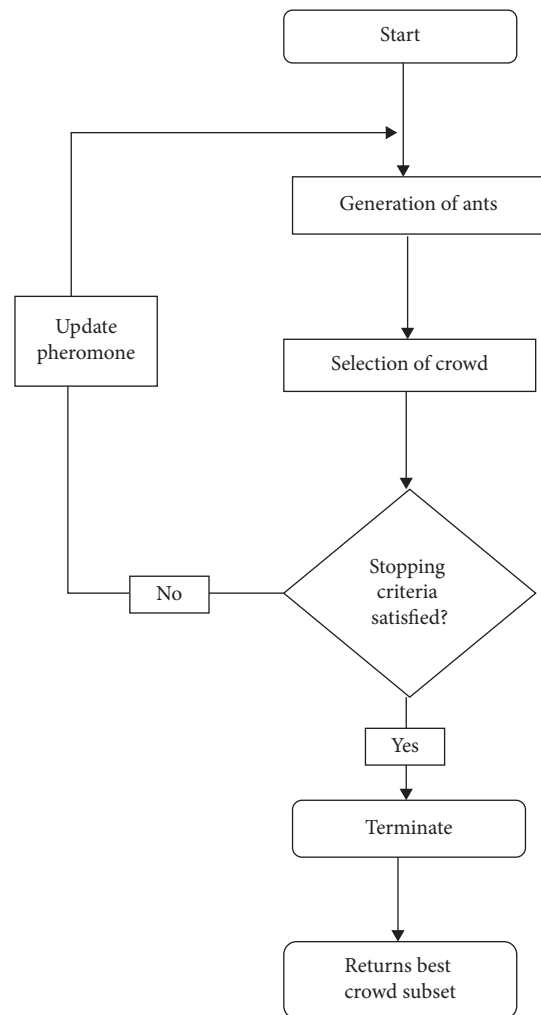 Start
Generation of ants
Update
pheromone
Selection of crowd
Stopping
criteria
satisfied?
No
Yes
Terminate
Returns best
crowd subset